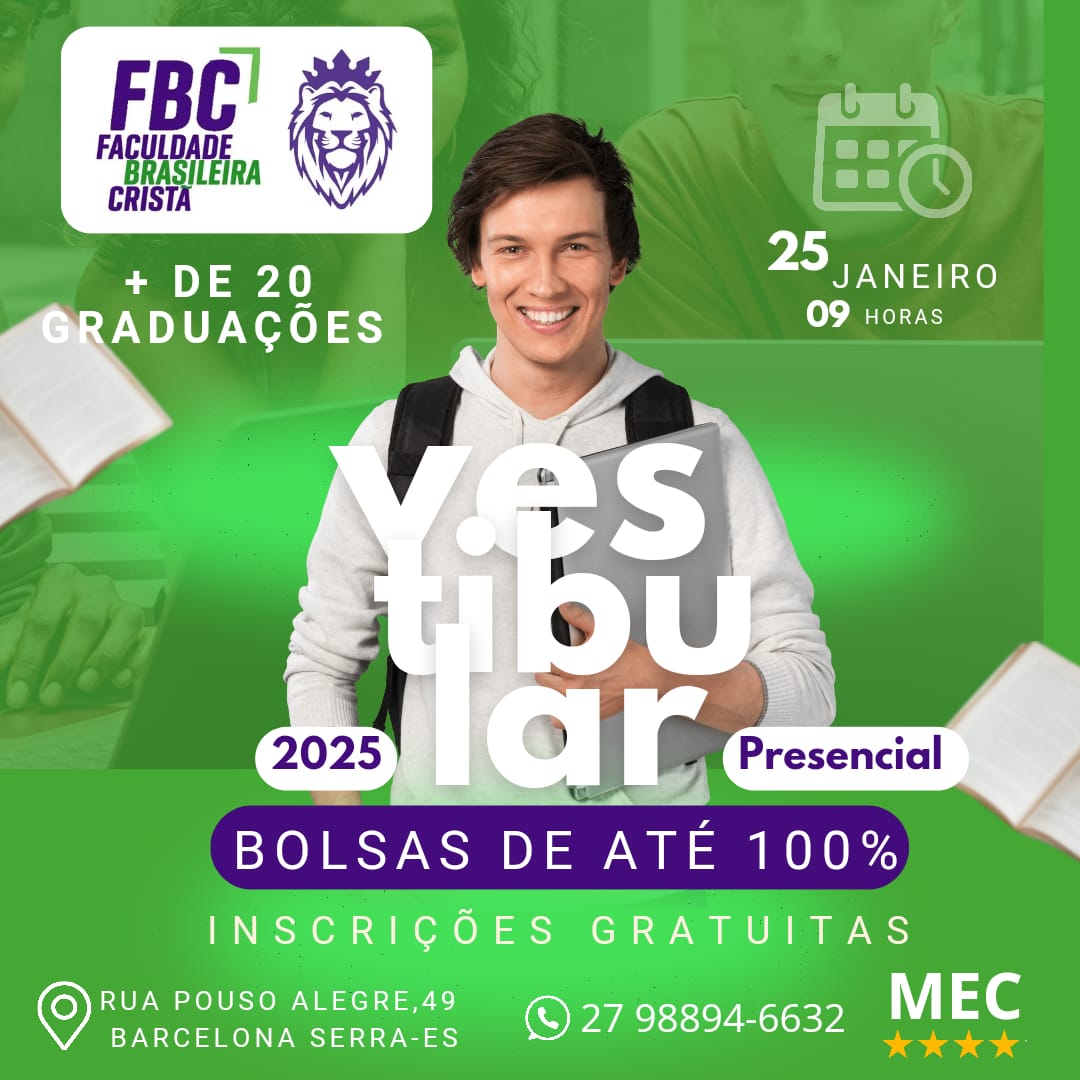 FBC
FACULDADE
BRASILEIRA
CRISTÃ
+ DE 20
GRADUAÇÕES
25 JANEIRO
09 HORAS
ves
tibu
lar
2025
Presencial
BOLSAS DE ATÉ 100%
INSCRIÇÕES GRATUITAS
RUA POUSO ALEGRE,49
BARCELONA SERRA-ES
27 98894-6632
MEC